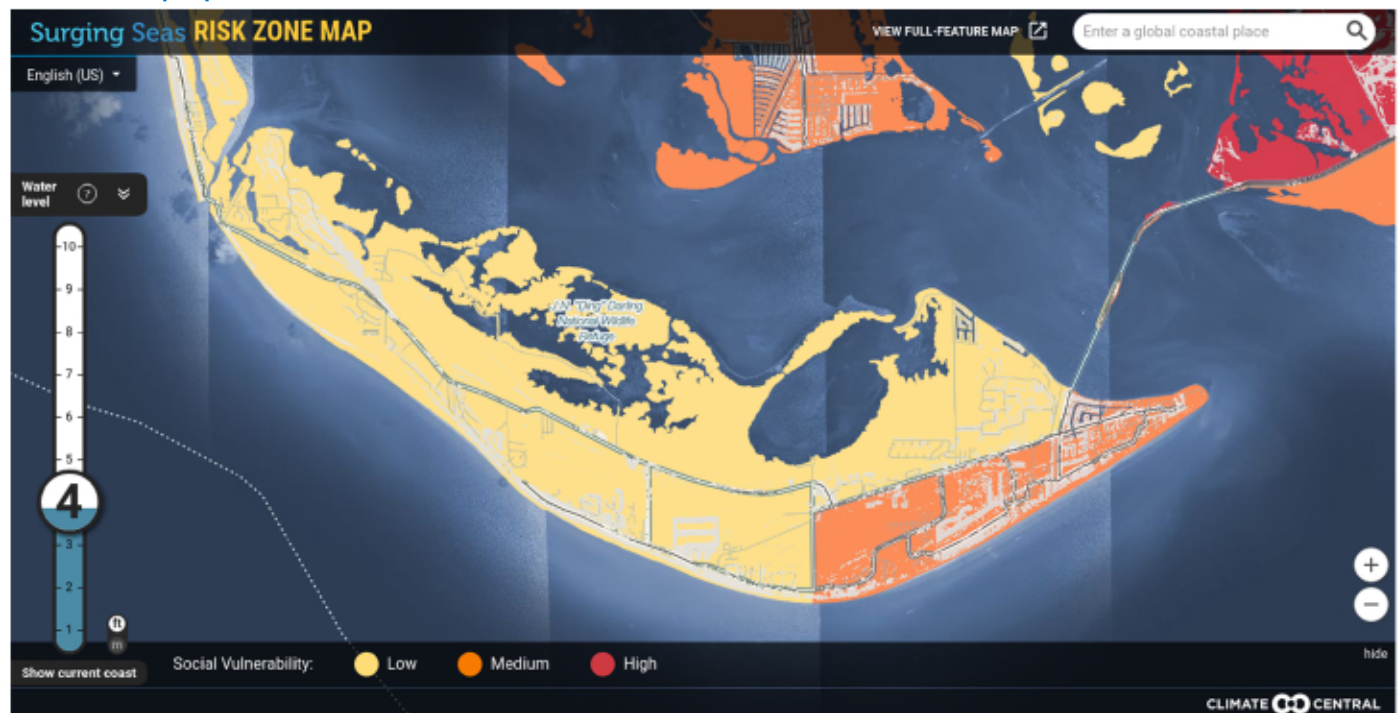 Surging Seas RISK ZONE MAP
VIEW FULL-FEATURE MAP
Enter a global coastal place
English (US)
Water
level
?
10
9
8
7
6
5
4
3
2
1
ft
m
Show current coast
J.N. "Ding" Darling
National Wildlife
Refuge
+
−
Social Vulnerability: Low Medium High
hide
CLIMATE CENTRAL